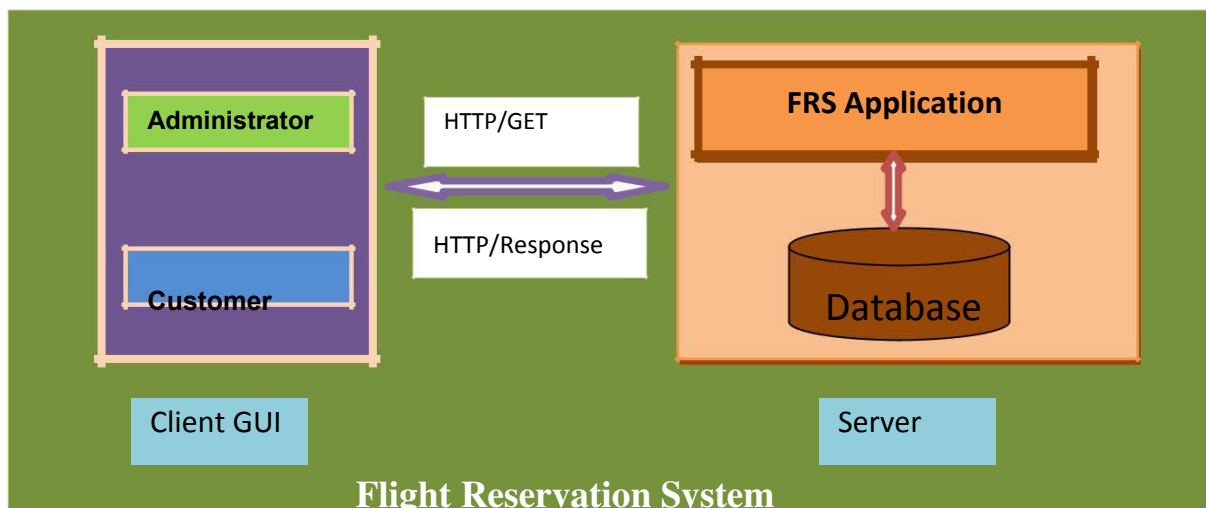 Administrator
Customer
Client GUI
HTTP/GET
HTTP/Response
FRS Application
Database
Server
Flight Reservation System